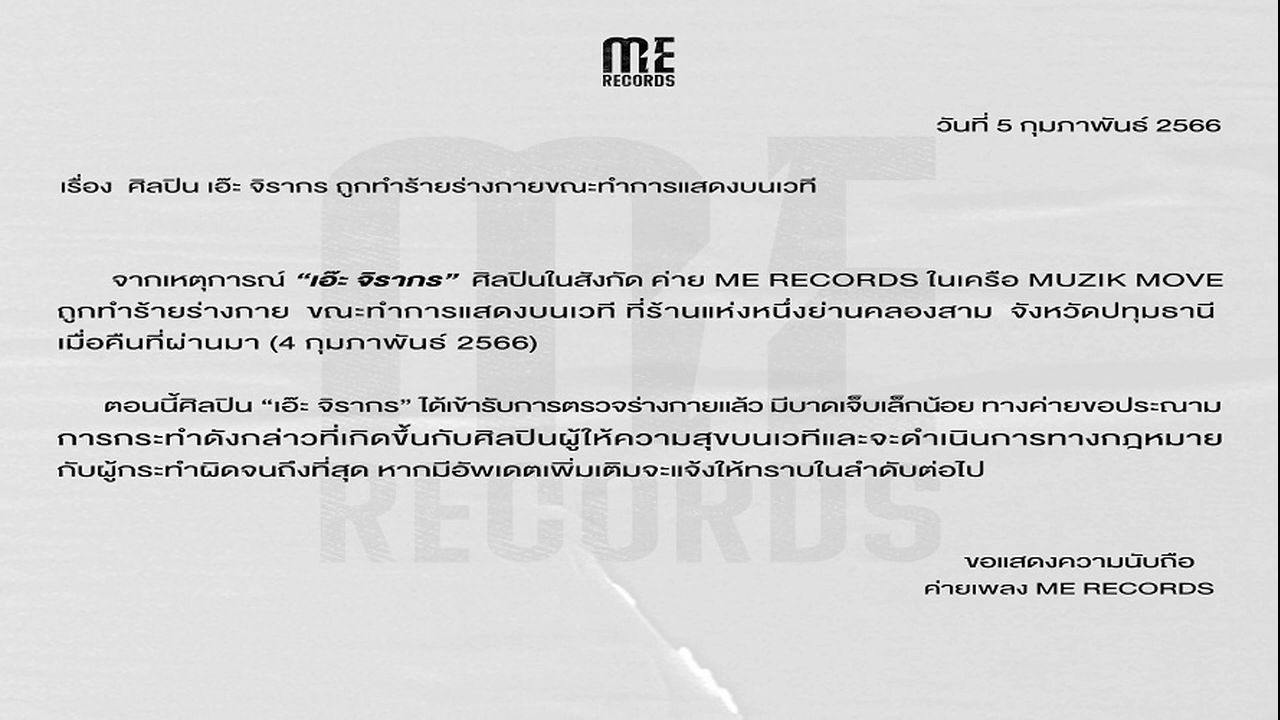 ME
RECORDS
วันที่ 5 กุมภาพันธ์ 2566
เรื่อง ศิลปิน เอ๊ะ จิรากร ถูกทำร้ายร่างกายขณะทำการแสดงบนเวที
จากเหตุการณ์ “เอ๊ะ จิรากร” ศิลปินในสังกัด ค่าย ME RECORDS ในเครือ MUZIK MOVE
ถูกทำร้ายร่างกาย ขณะทำการแสดงบนเวที ที่ร้านแห่งหนึ่งย่านคลองสาม จังหวัดปทุมธานี
เมื่อคืนที่ผ่านมา (4 กุมภาพันธ์ 2566)
ตอนนี้ศิลปิน “เอ๊ะ จิรากร” ได้เข้ารับการตรวจร่างกายแล้ว มีบาดเจ็บเล็กน้อย ทางค่ายขอประณาม
การกระทำดังกล่าวที่เกิดขึ้นกับศิลปินผู้ให้ความสุขบนเวทีและจะดำเนินการทางกฎหมาย
กับผู้กระทำผิดจนถึงที่สุด หากมีอัพเดตเพิ่มเติมจะแจ้งให้ทราบในลำดับต่อไป
ขอแสดงความนับถือ
ค่ายเพลง ME RECORDS
ME
RECORDS